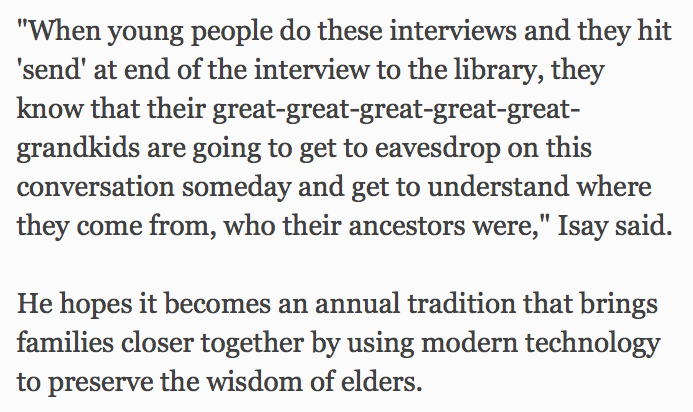 "When young people do these interviews and they hit
'send' at end of the interview to the library, they
know that their great-great-great-great-great-
grandkids are going to get to eavesdrop on this
conversation someday and get to understand where
they come from, who their ancestors were," Isay said.
He hopes it becomes an annual tradition that brings
families closer together by using modern technology
to preserve the wisdom of elders.